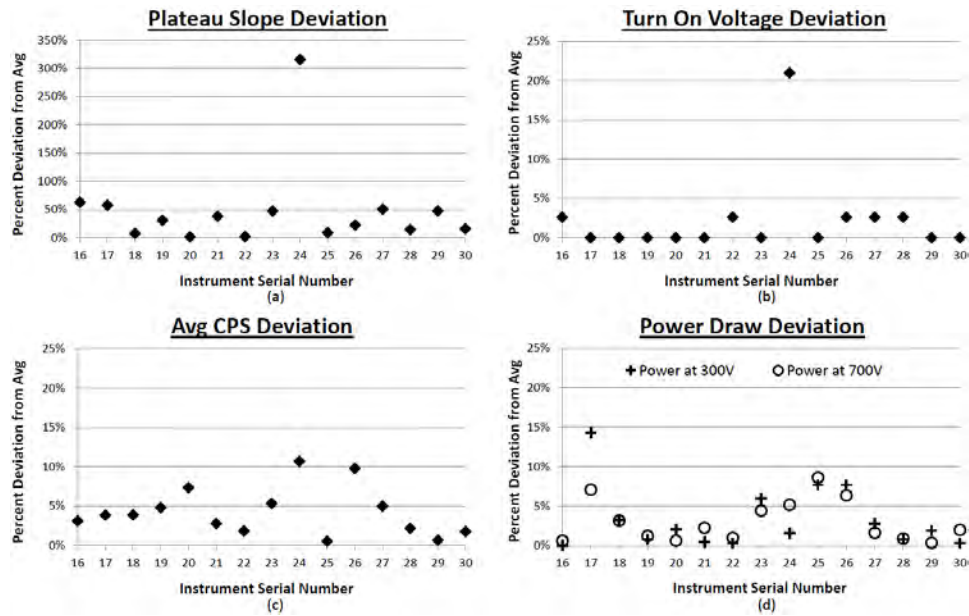 Plateau Slope Deviation
Percent Deviation from Avg
350%
300%
250%
200%
150%
100%
50%
0%
16 17 18 19 20 21 22 23 24 25 26 27 28 29 30
Instrument Serial Number
(a)
Turn On Voltage Deviation
Percent Deviation from Avg
25%
20%
15%
10%
5%
0%
16 17 18 19 20 21 22 23 24 25 26 27 28 29 30
Instrument Serial Number
(b)
Avg CPS Deviation
Percent Deviation from Avg
25%
20%
15%
10%
5%
0%
16 17 18 19 20 21 22 23 24 25 26 27 28 29 30
Instrument Serial Number
(c)
Power Draw Deviation
Percent Deviation from Avg
25%
20%
15%
10%
5%
0%
Power at 300V Power at 700V
16 17 18 19 20 21 22 23 24 25 26 27 28 29 30
Instrument Serial Number
(d)